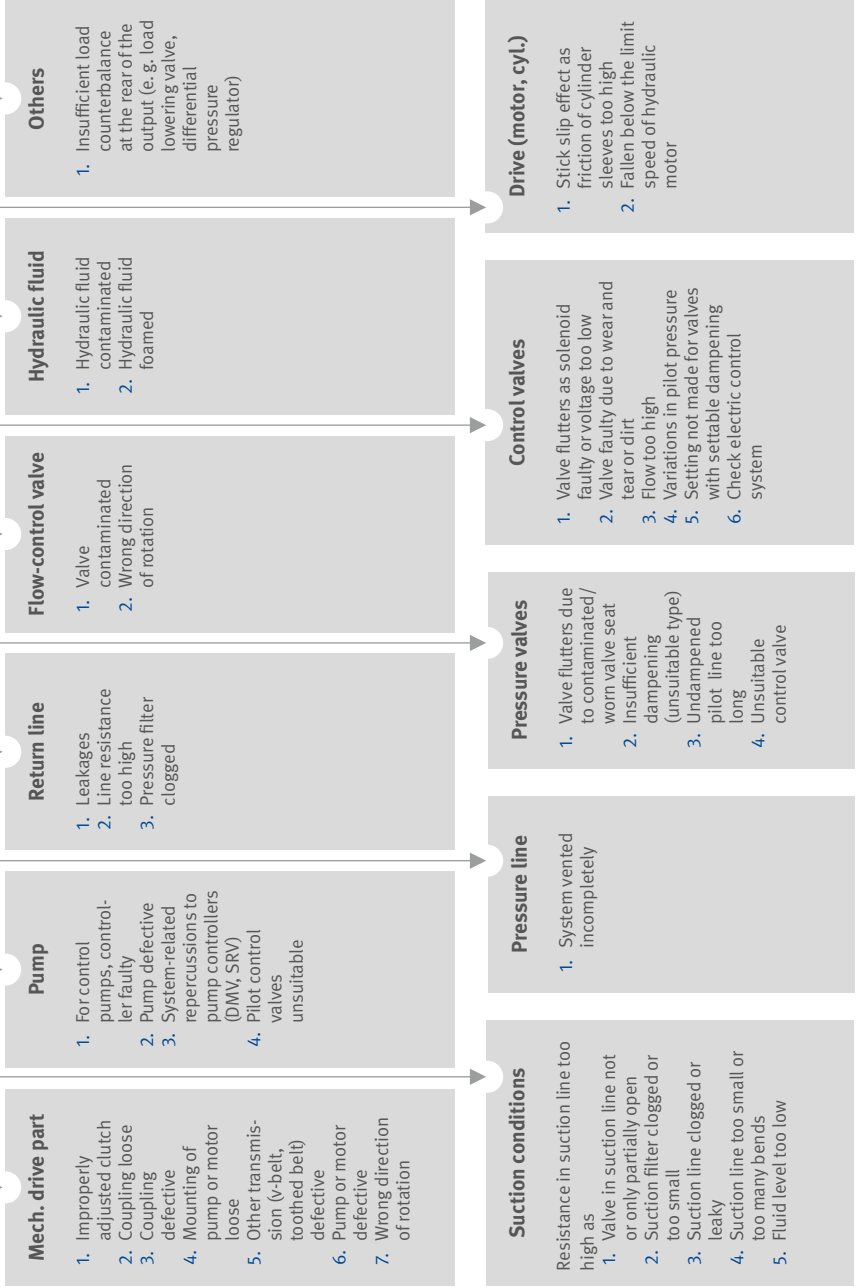 Mech. drive part
1. Improperly
adjusted clutch
2. Coupling loose
3. Coupling
defective
4. Mounting of
pump or motor
loose
5. Other transmis-
sion (v-belt,
toothed belt)
defective
6. Pump or motor
defective
7. Wrong direction
of rotation
Pump
1. For control
pumps, control-
ler faulty
2. Pump defective
3. System-related
repercussions to
pump controllers
(DMV, SRV)
4. Pilot control
valves
unsuitable
Return line
1. Leakages
2. Line resistance
too high
3. Pressure filter
clogged
Flow-control valve
1. Valve
contaminated
2. Wrong direction
of rotation
Hydraulic fluid
1. Hydraulic fluid
contaminated
2. Hydraulic fluid
foamed
Others
1. Insufficient load
counterbalance
at the rear of the
output (e. g. load
lowering valve,
differential
pressure
regulator)
Suction conditions
Resistance in suction line too
high as
1. Valve in suction line not
or only partially open
2. Suction filter clogged or
too small
3. Suction line clogged or
leaky
4. Suction line too small or
too many bends
5. Fluid level too low
Pressure line
1. System vented
incompletely
Pressure valves
1. Valve flutters due
to contaminated/
worn valve seat
2. Insufficient
dampening
(unsuitable type)
3. Undampened
pilot line too
long
4. Unsuitable
control valve
Control valves
1. Valve flutters as solenoid
faulty or voltage too low
2. Valve faulty due to wear and
tear or dirt
3. Flow too high
4. Variations in pilot pressure
5. Setting not made for valves
with settable dampening
6. Check electric control
system
Drive (motor, cyl.)
1. Stick slip effect as
friction of cylinder
sleeves too high
2. Fallen below the limit
speed of hydraulic
motor